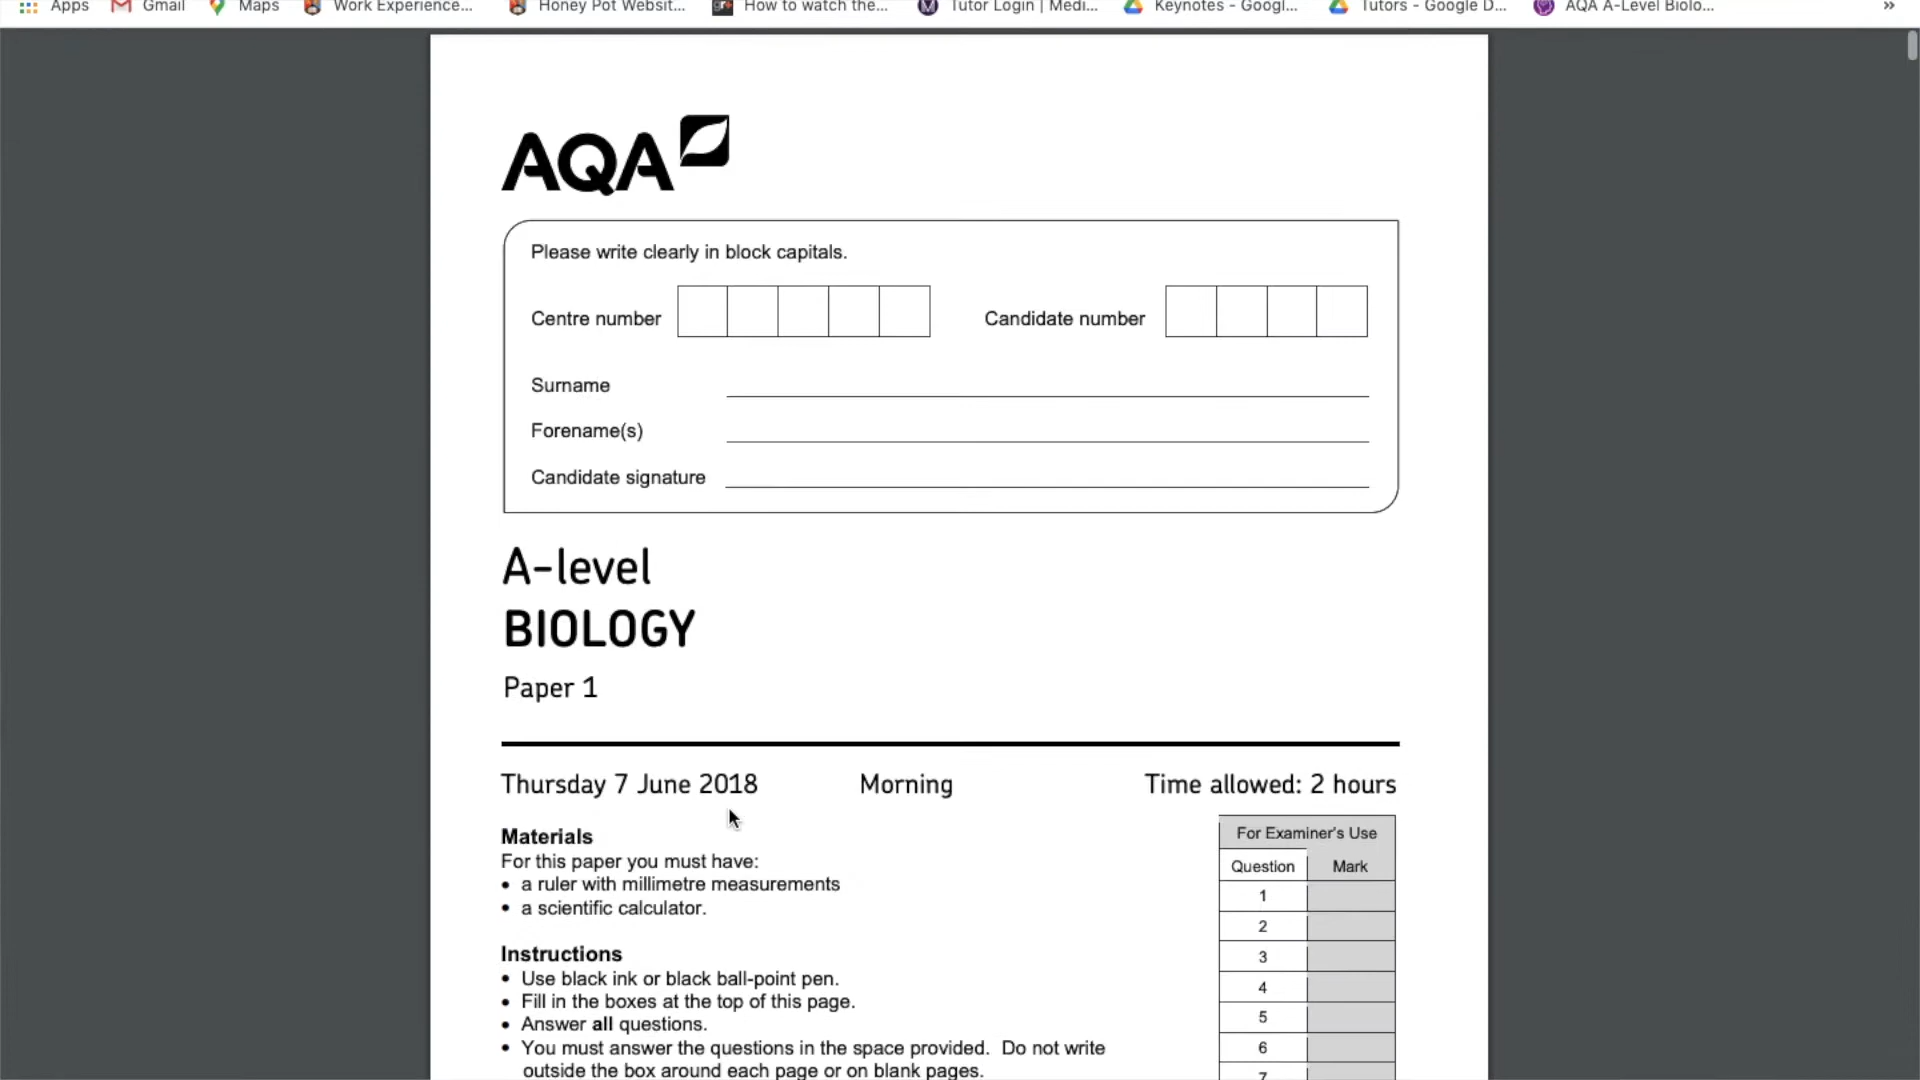 Apps Gmail Maps Work Experience... Honey Pot Websit... How to watch the... Tutor Login | Medi... Keynotes - Googl... Tutors - Google D... AQA A-Level Biolo... »
AQA
Please write clearly in block capitals.
Centre number Candidate number
Surname
Forename(s)
Candidate signature
A-level
BIOLOGY
Paper 1
Thursday 7 June 2018 Morning Time allowed: 2 hours
Materials
For this paper you must have:
• a ruler with millimetre measurements
• a scientific calculator.
Instructions
• Use black ink or black ball-point pen.
• Fill in the boxes at the top of this page.
• Answer all questions.
• You must answer the questions in the space provided. Do not write
outside the box around each page or on blank pages.
For Examiner's Use
Question Mark
1
2
3
4
5
6
7